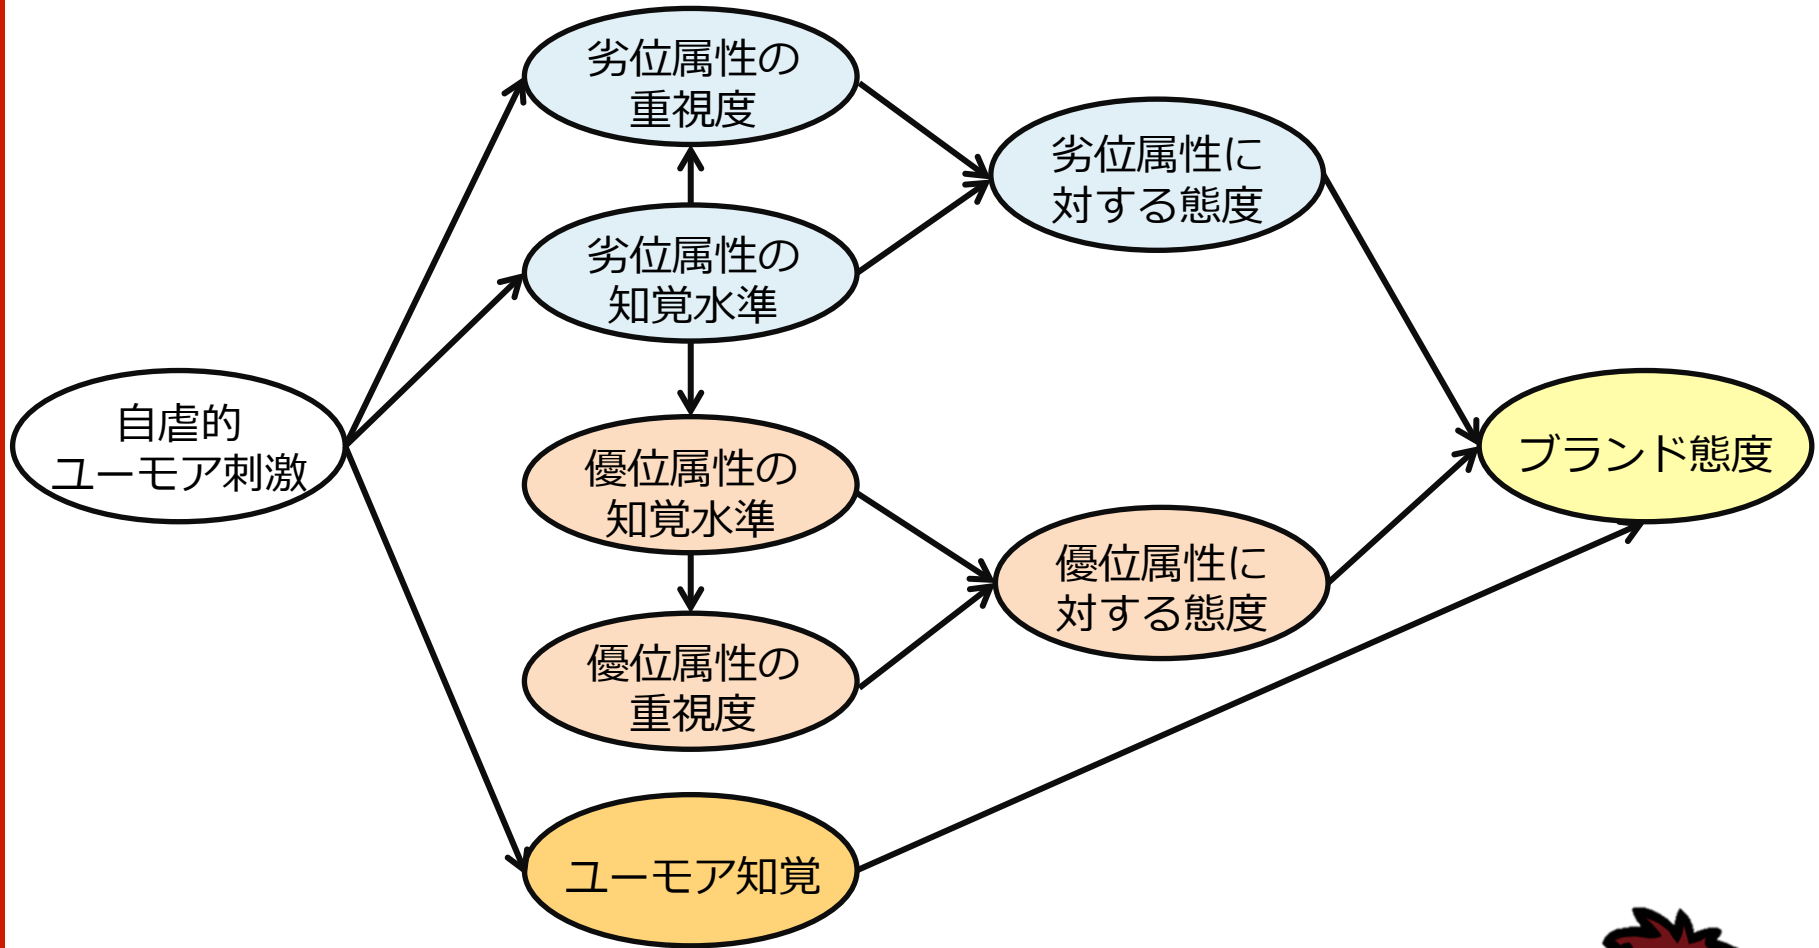 劣位属性の
重視度
劣位属性に
対する態度
劣位属性の
知覚水準
自虐的
ユーモア刺激
優位属性の
知覚水準
ブランド態度
優位属性に
対する態度
優位属性の
重視度
ユーモア知覚